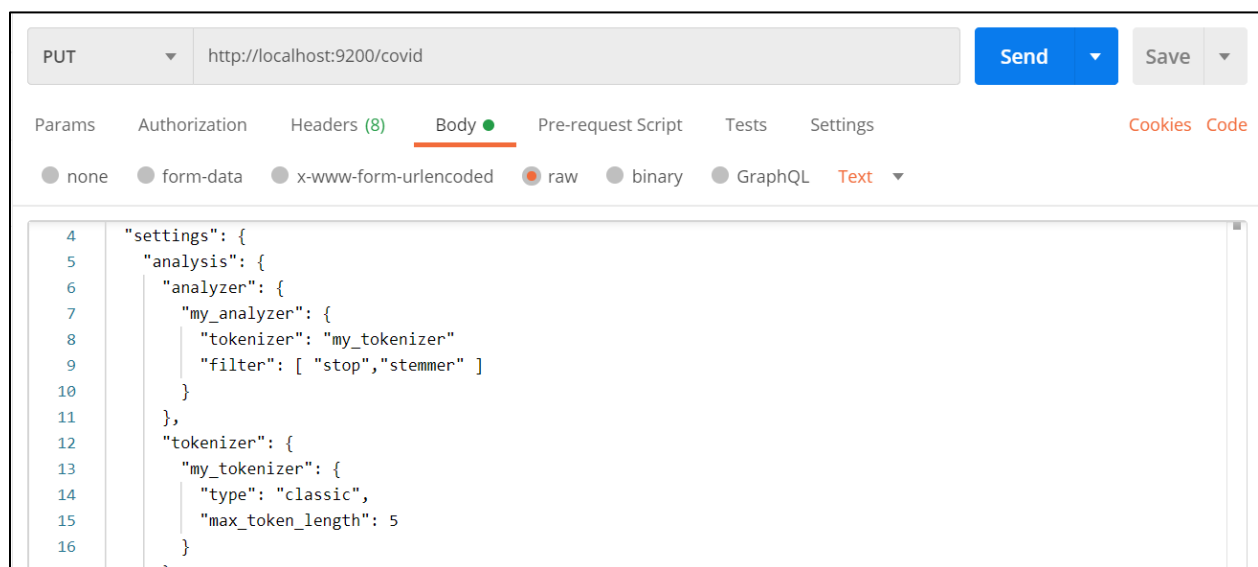 PUT http://localhost:9200/covid Send Save
Params Authorization Headers (8) Body Pre-request Script Tests Settings Cookies Code
none form-data x-www-form-urlencoded raw binary GraphQL Text
4 "settings": {
5 "analysis": {
6 "analyzer": {
7 "my_analyzer": {
8 "tokenizer": "my_tokenizer"
9 "filter": [ "stop","stemmer" ]
10 }
11 },
12 "tokenizer": {
13 "my_tokenizer": {
14 "type": "classic",
15 "max_token_length": 5
16 }